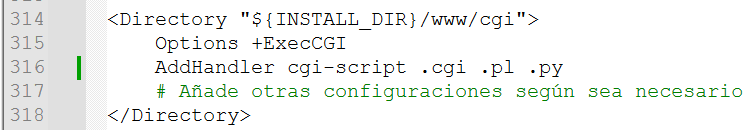 314 <Directory "${INSTALL_DIR}/www/cgi">
315 Options +ExecCGI
316 AddHandler cgi-script .cgi .pl .py
317 # Añade otras configuraciones según sea necesario
318 </Directory>